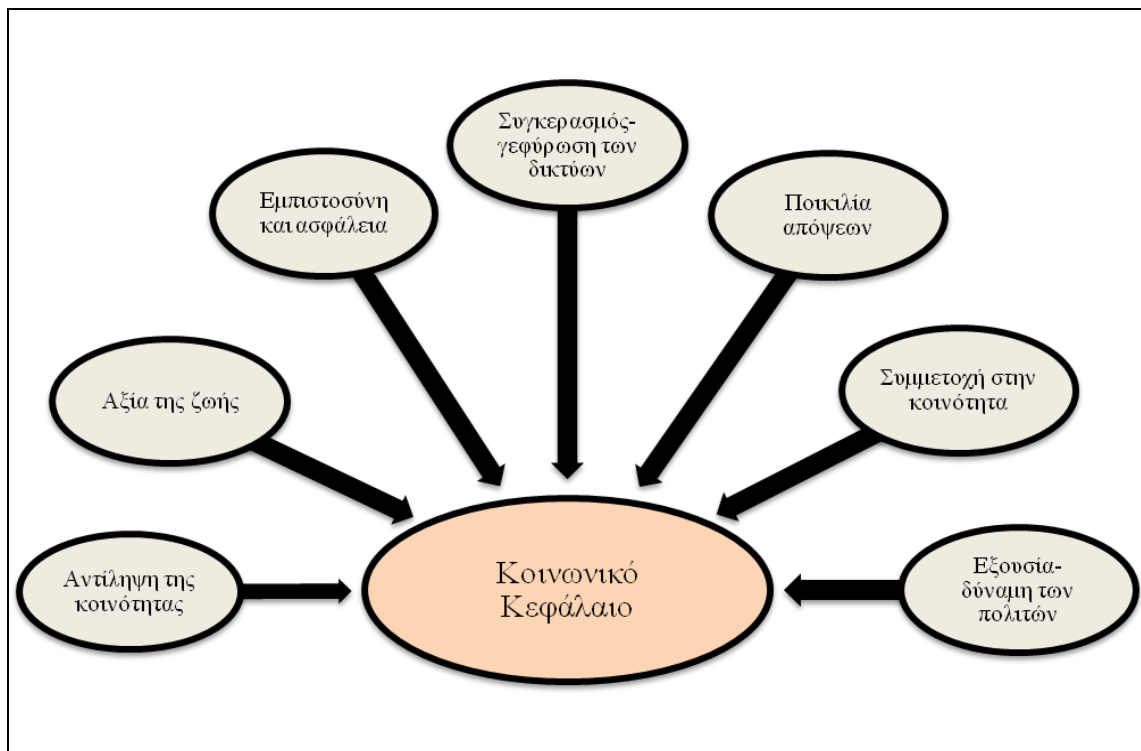 Συγκερασμός-
γεφύρωση των
δικτύων
Εμπιστοσύνη
και ασφάλεια
Ποικιλία
απόψεων
Αξία της ζωής
Συμμετοχή στην
κοινότητα
Αντίληψη της
κοινότητας
Κοινωνικό
Κεφάλαιο
Εξουσία-
δύναμη των
πολιτών